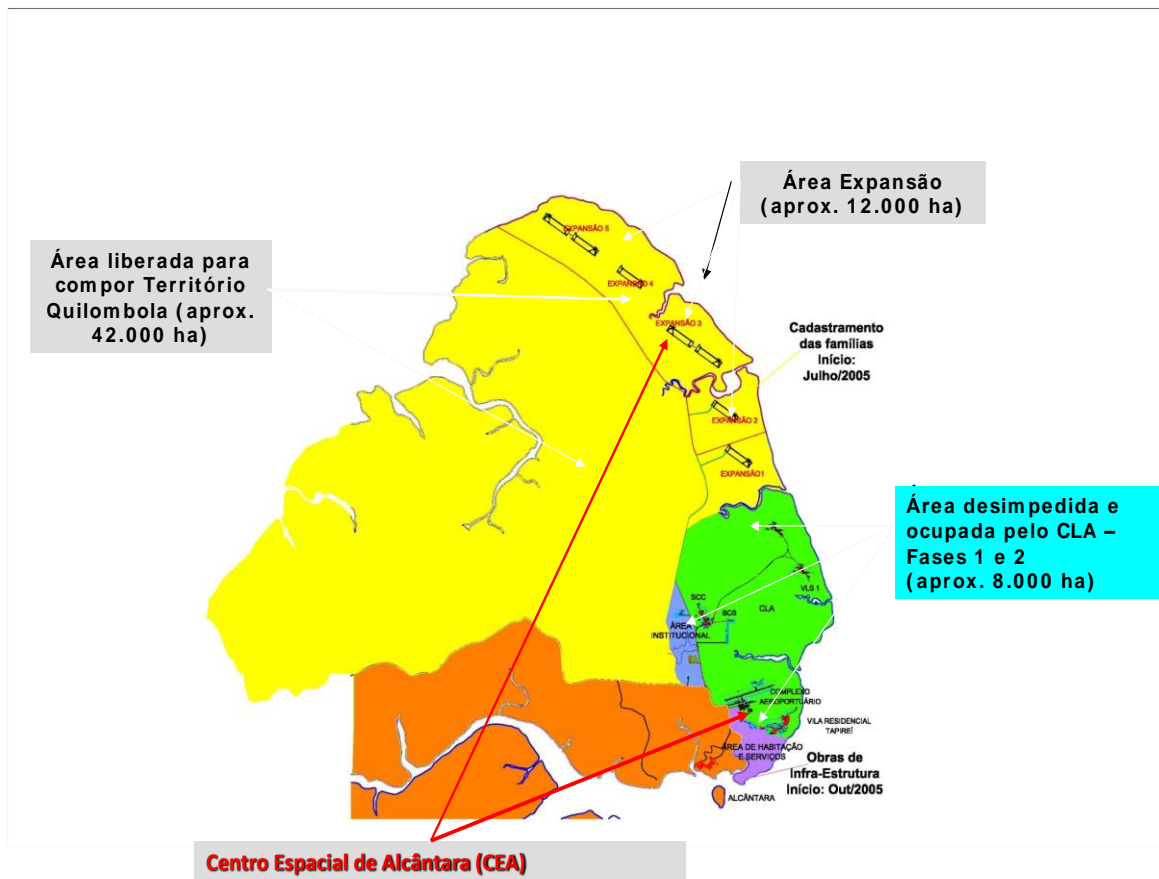 Área Expansão
(aprox. 12.000 ha)
EXPANSÃO 5
Área liberada para
compor Território
Quilombola (aprox.
42.000 ha)
EXPANSÃO 4
EXPANSÃO 3
Cadastramento
das famílias
Início:
Julho/2005
EXPANSÃO 2
EXPANSÃO1
Área desimpedida e
ocupada pelo CLA –
Fases 1 e 2
(aprox. 8.000 ha)
VLS 1
SCC
SCS
CLA
ÁREA
INSTITUCIONAL
COMPLEXO
AEROPORTUÁRIO
VILA RESIDENCIAL
TAPIREÍ
ÁREA DE HABITAÇÃO
E SERVIÇOS
Obras de
Infra-Estrutura
Início: Out/2005
ALCÂNTARA
Centro Espacial de Alcântara (CEA)